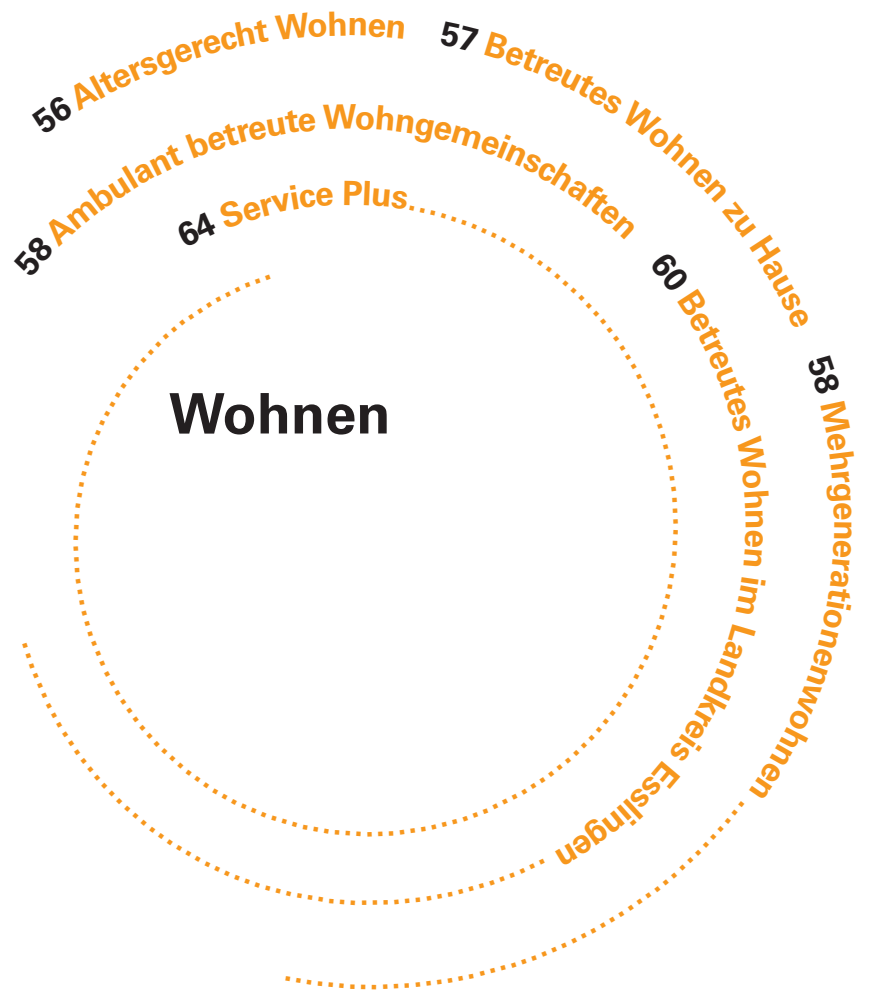 56 Altersgerecht Wohnen
57 Betreutes Wohnen zu Hause
58 Mehrgenerationenwohnen
58 Ambulant betreute Wohngemeinschaften
60 Betreutes Wohnen im Landkreis Esslingen
64 Service Plus
Wohnen